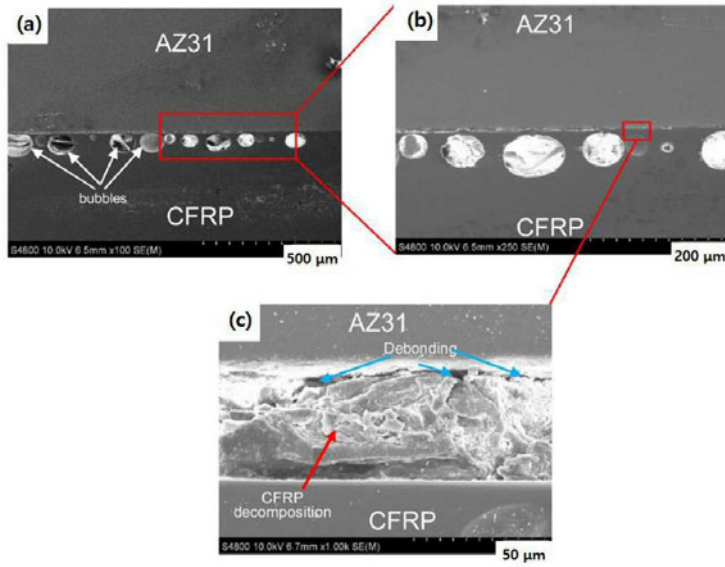 (a)
AZ31
bubbles
CFRP
S4800 10.0kV 6.5mm x100 SE(M)
500 μm
(b)
AZ31
CFRP
S4800 10.0kV 6.5mm x250 SE(M)
200 μm
(c)
AZ31
Debonding
CFRP
decomposition
CFRP
S4800 10.0kV 6.7mm x1.00k SE(M)
50 μm